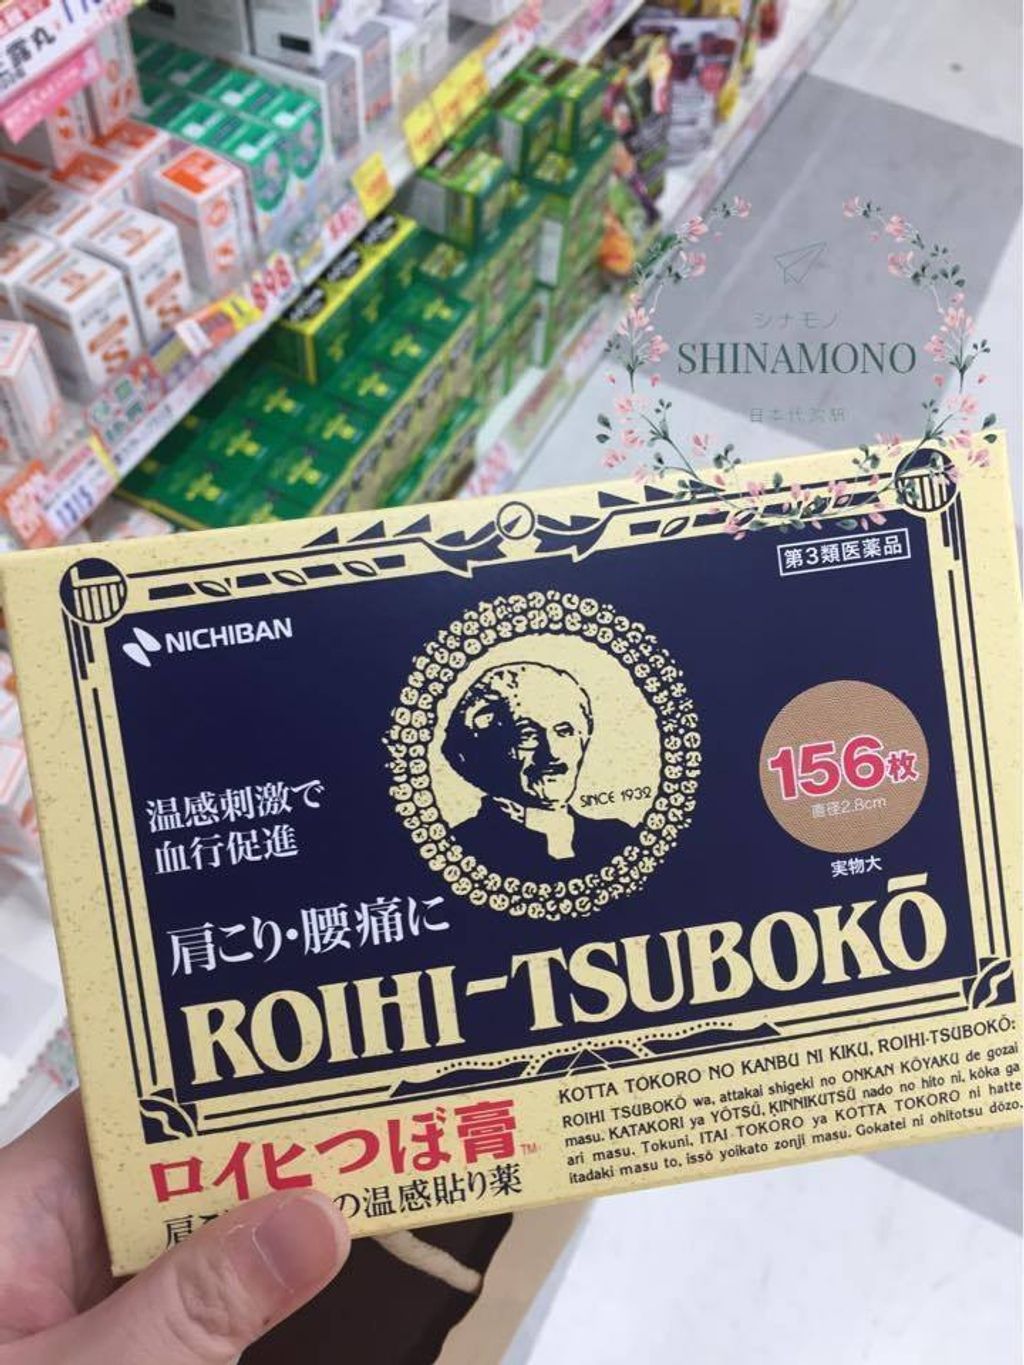 698
1315
シナモノ
SHINAMONO
NICHIBAN
第3類医薬品
SINCE 1932
156枚
直径2.8cm
実物大
温感刺激で
血行促進
肩こり・腰痛に
ROIHI-TSUBOKŌ
ロイヒつぼ膏™
の温感貼り薬
KOTTA TOKORO NO KANBU NI KIKU, ROIHI-TSUBOKŌ:
ROIHI TSUBOKŌ wa, attakai shigeki no ONKAN KŌYAKU de gozai
masu. KATAKORI ya YŌTSŪ, KINNIKUTSŪ nado no hito ni, kōka ga
ari masu. Tokuni, ITAI TOKORO ya KOTTA TOKORO ni hatte
itadaki masu to, issō yoikato zonji masu. Gokatei ni ohitotsu dōzo.